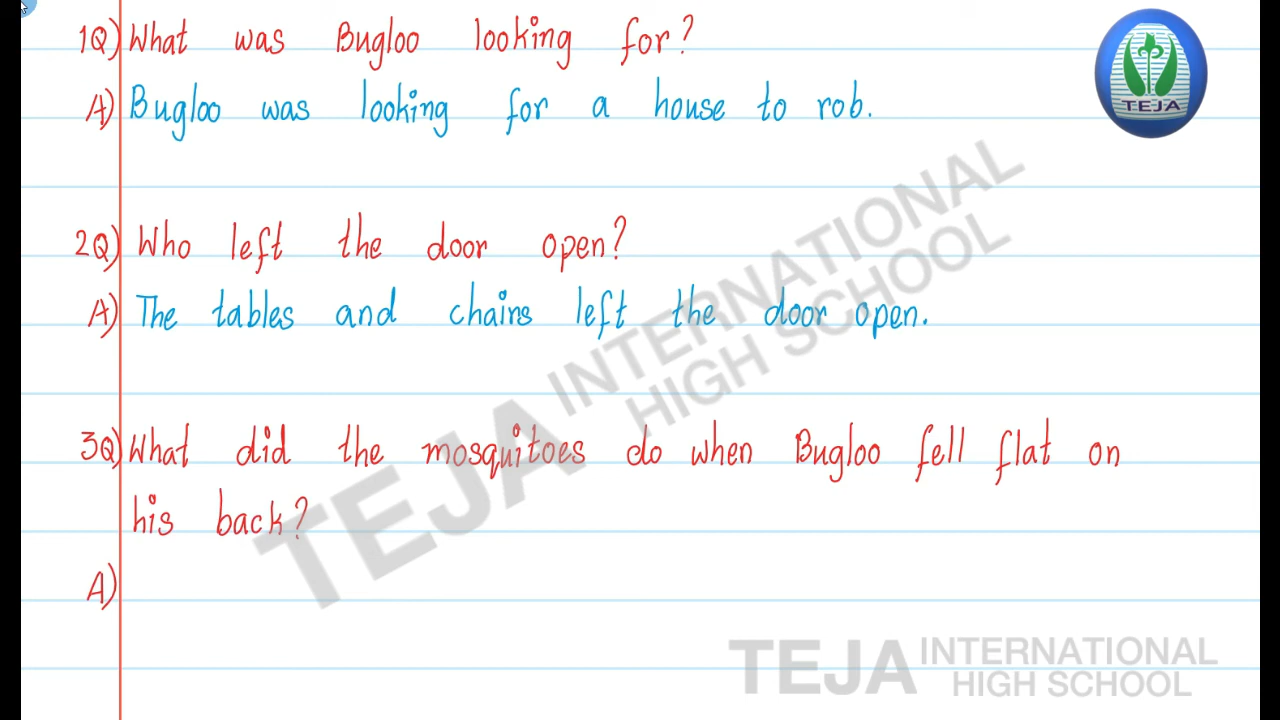 1Q) What was Bugloo looking for?
A) Bugloo was looking for a house to rob.
TEJA
2Q) Who left the door open?
A) The tables and chairs left the door open.
3Q) What did the mosquitoes do when Bugloo fell flat on
his back?
A)
TEJA INTERNATIONAL
HIGH SCHOOL
TEJA INTERNATIONAL
HIGH SCHOOL